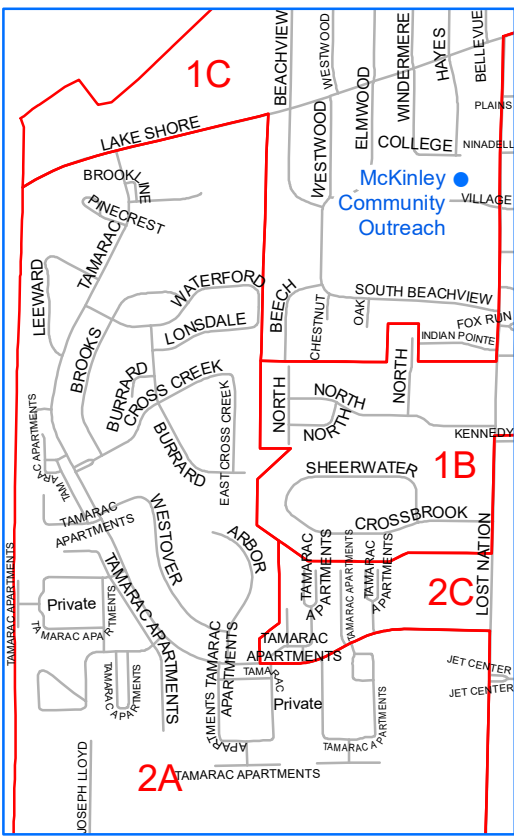 1C
BEACHVIEW
WESTWOOD
ELMWOOD
WINDERMERE
HAYES
BELLEVUE
PLAINS
LAKE SHORE
WESTWOOD
COLLEGE
NINADELL
BROOKLINE
McKinley
Community
Outreach
VILLAGE
PINECREST
TAMARAC
LEEWARD
WATERFORD
BEECH
SOUTH BEACHVIEW
CHESTNUT
OAK
FOX RUN
LONSDALE
INDIAN POINTE
BROOKS
BURRARD
CROSS CREEK
NORTH
NORTH
NORTH
NORTH
EAST CROSS CREEK
BURRARD
KENNEDY
TAMARAC APARTMENTS
TAMARAC APARTMENTS
SHEERWATER
1B
WESTOVER
CROSSBROOK
ARBOR
TAMARAC APARTMENTS
TAMARAC
APARTMENTS
TAMARAC APARTMENTS
TAMARAC
APARTMENTS
2C
LOST NATION
TAMARAC APARTMENTS
Private
TAMARAC APARTMENTS
TAMARAC APARTMENTS
TAMARAC
APARTMENTS
TAMARAC
APARTMENTS
TAMARAC
APARTMENTS
TAMARAC
APARTMENTS
JET CENTER
JET CENTER
Private
TAMARAC APARTMENTS
2A
TAMARAC APARTMENTS
JOSEPH LLOYD